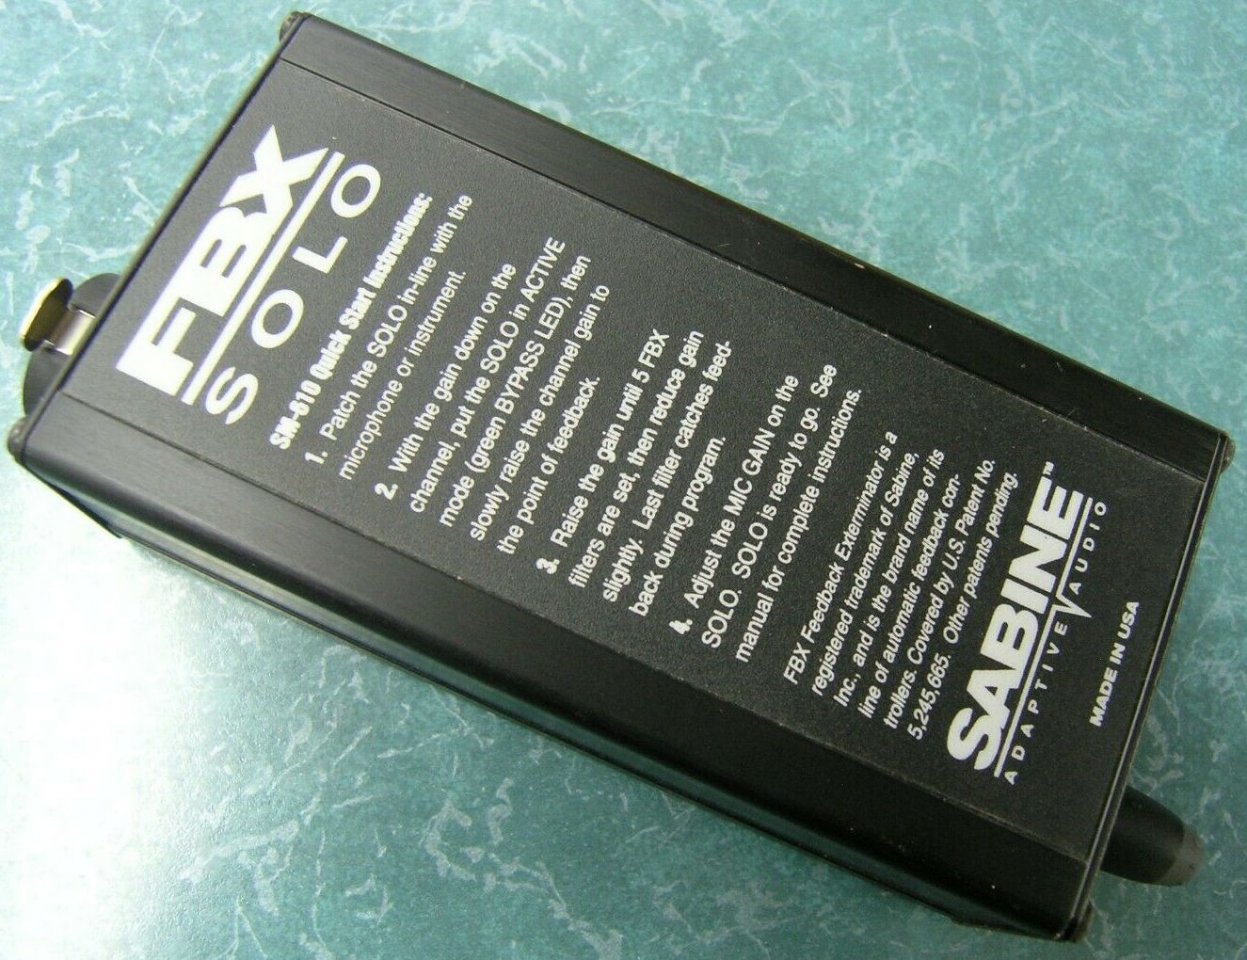 FBX
SOLO
SM-610 Quick Start Instructions:
1. Patch the SOLO in-line with the
microphone or instrument.
2. With the gain down on the
channel, put the SOLO in ACTIVE
mode (green BYPASS LED), then
slowly raise the channel gain to
the point of feedback.
3. Raise the gain until 5 FBX
filters are set, then reduce gain
slightly. Last filter catches feed-
back during program.
4. Adjust the MIC GAIN on the
SOLO. SOLO is ready to go. See
manual for complete instructions.
FBX Feedback Exterminator is a
registered trademark of Sabine,
Inc., and is the brand name of its
line of automatic feedback con-
trollers. Covered by U.S. Patent No.
5,245,665. Other patents pending.
SABINE™
ADAPTIVE AUDIO
MADE IN USA